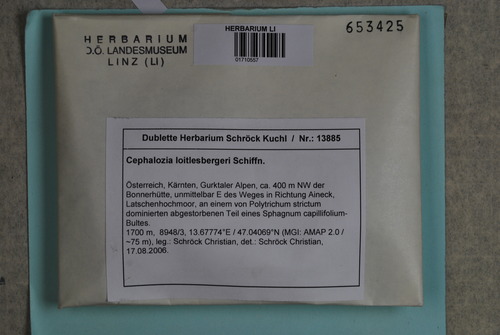 HERBARIUM
O.Ö. LANDESMUSEUM
LINZ (LI)
HERBARIUM LI
01710557
653425
Dublette Herbarium Schröck Kuchl / Nr.: 13885
Cephalozia loitlesbergeri Schiffn.
Österreich, Kärnten, Gurktaler Alpen, ca. 400 m NW der
Bonnerhütte, unmittelbar E des Weges in Richtung Aineck,
Latschenhochmoor, an einem von Polytrichum strictum
dominierten abgestorbenen Teil eines Sphagnum capillifolium-
Bultes.
1700 m, 8948/3, 13.67774°E / 47.04069°N (MGI: AMAP 2.0 /
~75 m), leg.: Schröck Christian, det.: Schröck Christian,
17.08.2006.